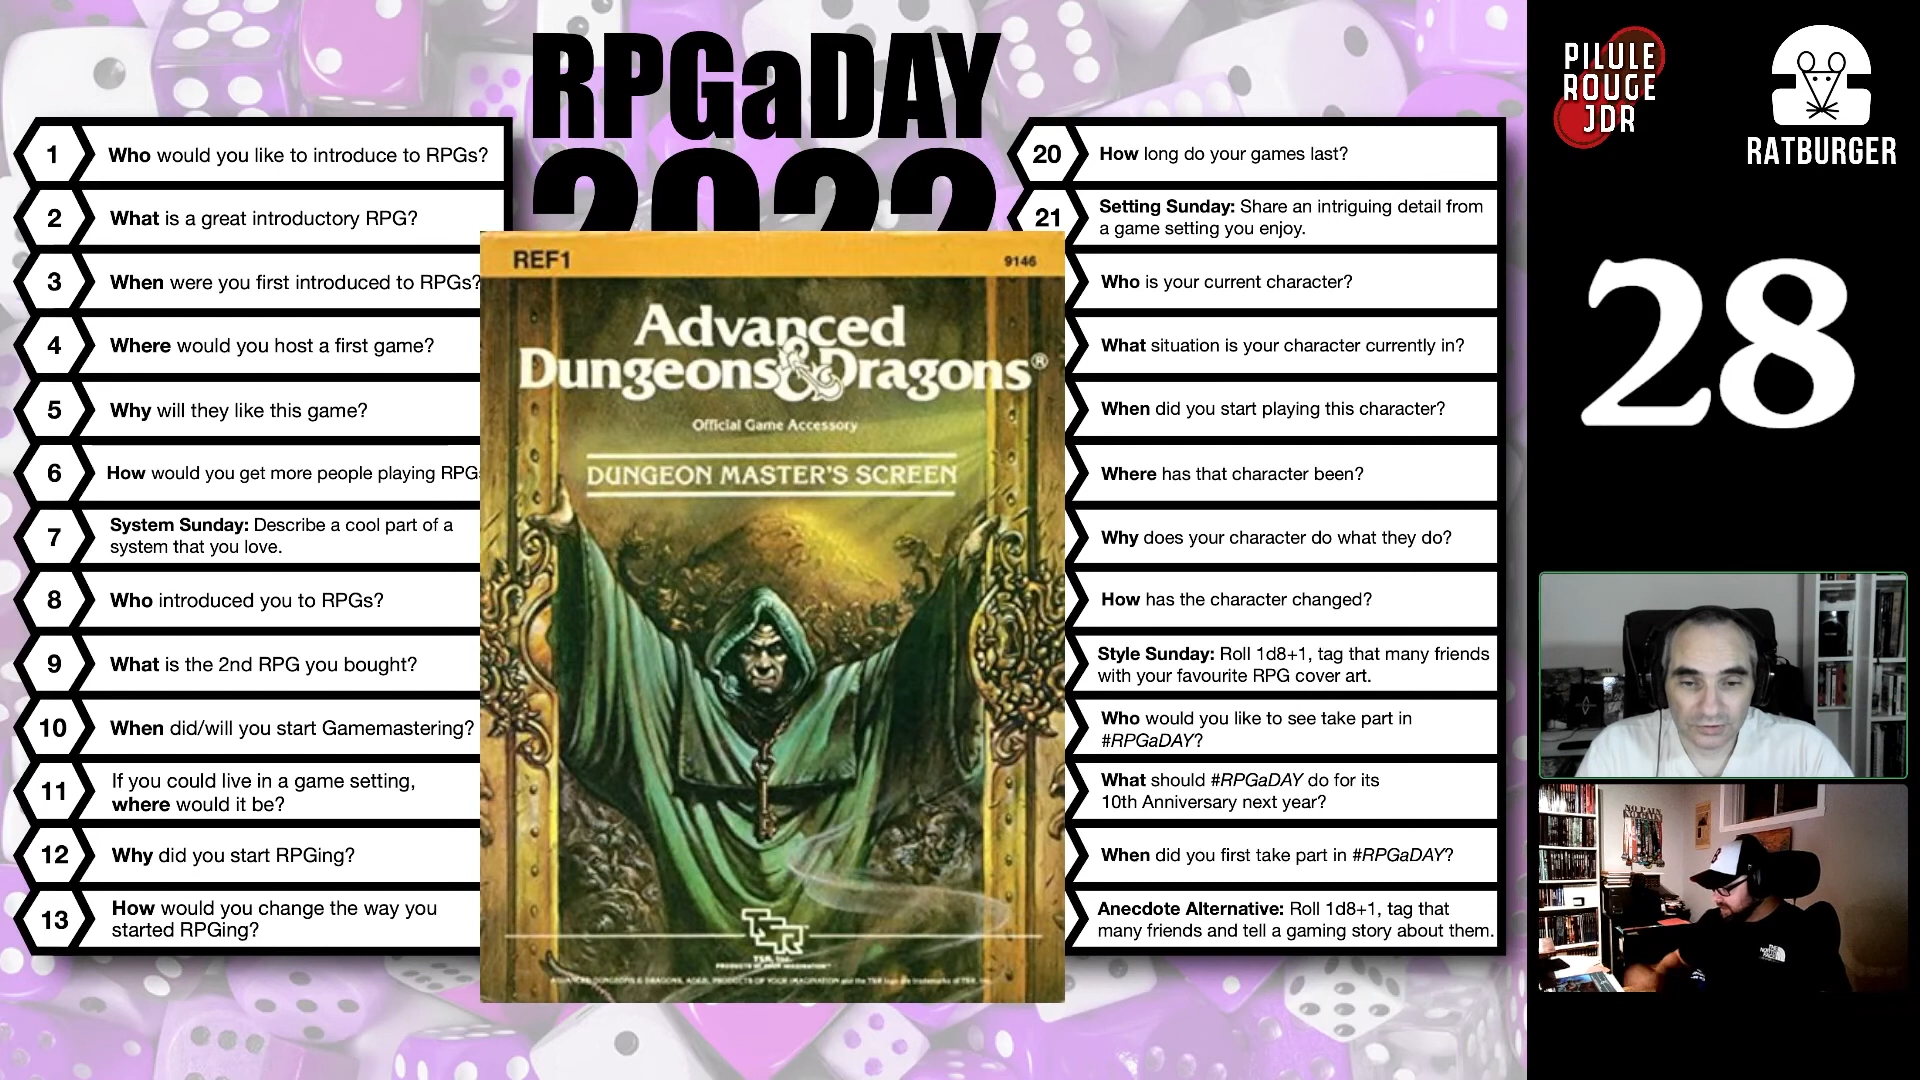 RPGaDAY
2022
1
Who would you like to introduce to RPGs?
2
What is a great introductory RPG?
3
When were you first introduced to RPGs?
4
Where would you host a first game?
5
Why will they like this game?
6
How would you get more people playing RPG
7
System Sunday: Describe a cool part of a
system that you love.
8
Who introduced you to RPGs?
9
What is the 2nd RPG you bought?
10
When did/will you start Gamemastering?
11
If you could live in a game setting,
where would it be?
12
Why did you start RPGing?
13
How would you change the way you
started RPGing?
REF1
9146
Advanced
Dungeons & Dragons®
Official Game Accessory
DUNGEON MASTER'S SCREEN
TSR
TSR, Inc.
PRODUCTS OF YOUR IMAGINATION™
20
How long do your games last?
21
Setting Sunday: Share an intriguing detail from
a game setting you enjoy.
Who is your current character?
What situation is your character currently in?
When did you start playing this character?
Where has that character been?
Why does your character do what they do?
How has the character changed?
Style Sunday: Roll 1d8+1, tag that many friends
with your favourite RPG cover art.
Who would you like to see take part in
#RPGaDAY?
What should #RPGaDAY do for its
10th Anniversary next year?
When did you first take part in #RPGaDAY?
Anecdote Alternative: Roll 1d8+1, tag that
many friends and tell a gaming story about them.
PILULE
ROUGE
JDR
RATBURGER
28
NO PAIN
THE
NORTH
FACE